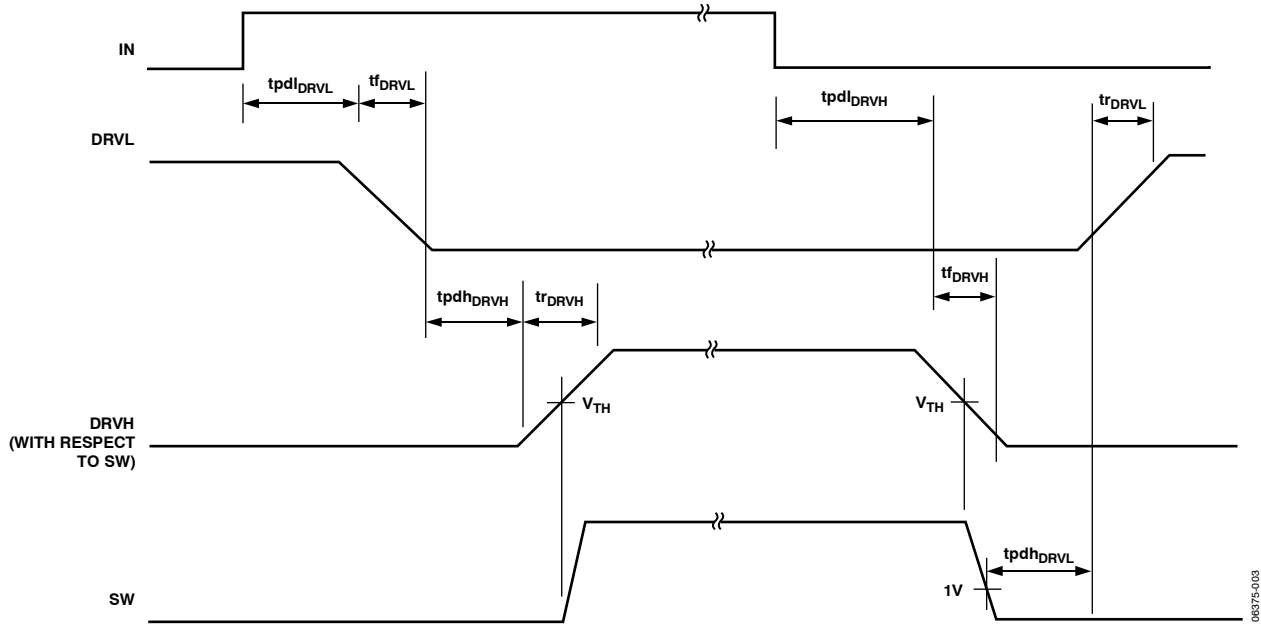 IN
tpdlDRVL
tfDRVL
tpdlDRVH
trDRVL
DRVL
tfDRVH
tpdhDRVH
trDRVH
VTH
VTH
DRVH
(WITH RESPECT
TO SW)
tpdhDRVL
1V
SW
06375-003